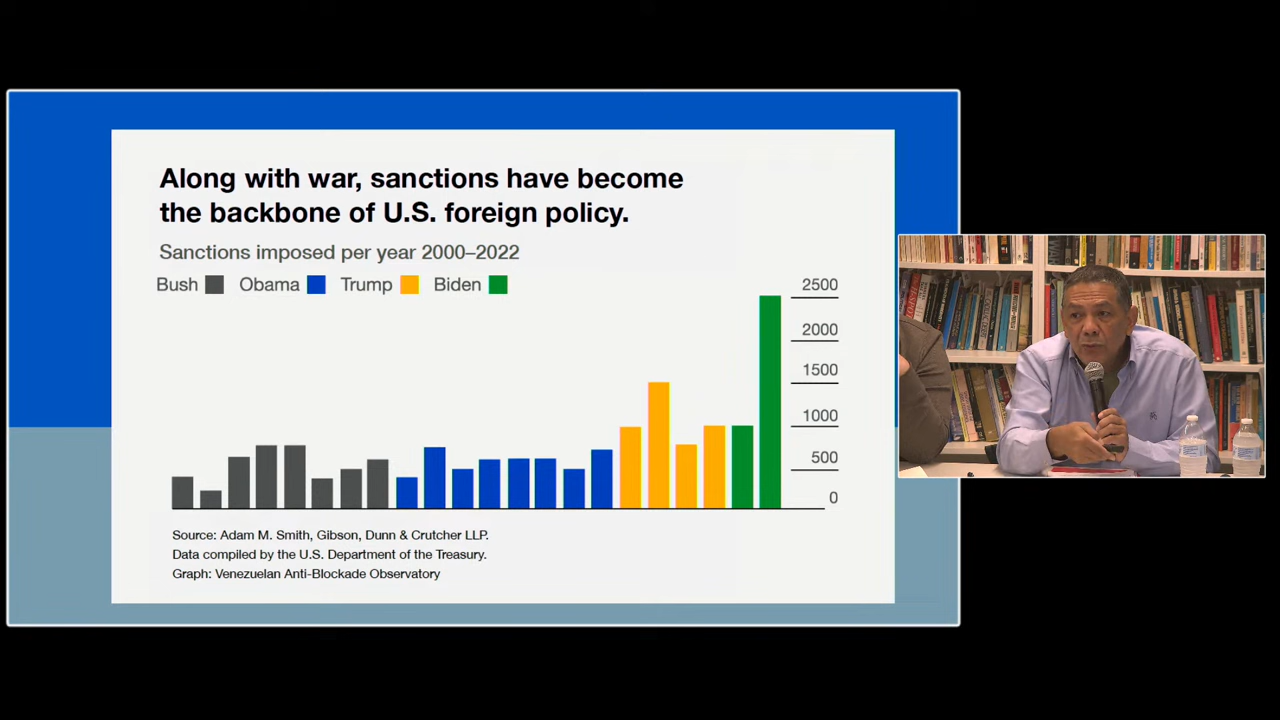 Along with war, sanctions have become
the backbone of U.S. foreign policy.
Sanctions imposed per year 2000–2022
Bush Obama Trump Biden
2500
2000
1500
1000
500
0
Source: Adam M. Smith, Gibson, Dunn & Crutcher LLP.
Data compiled by the U.S. Department of the Treasury.
Graph: Venezuelan Anti-Blockade Observatory